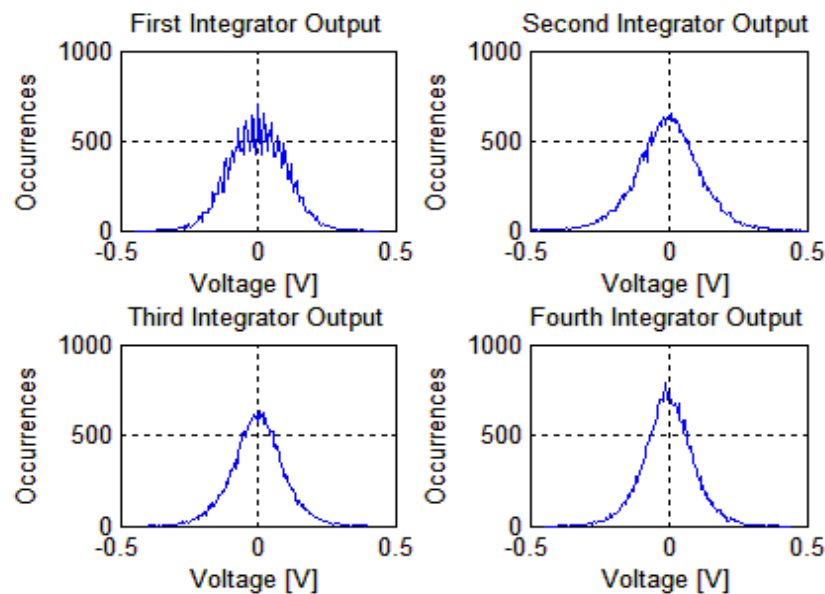 First Integrator Output
1000
500
0
-0.5
0
0.5
Occurrences
Voltage [V]
Second Integrator Output
1000
500
0
-0.5
0
0.5
Occurrences
Voltage [V]
Third Integrator Output
1000
500
0
-0.5
0
0.5
Occurrences
Voltage [V]
Fourth Integrator Output
1000
500
0
-0.5
0
0.5
Occurrences
Voltage [V]